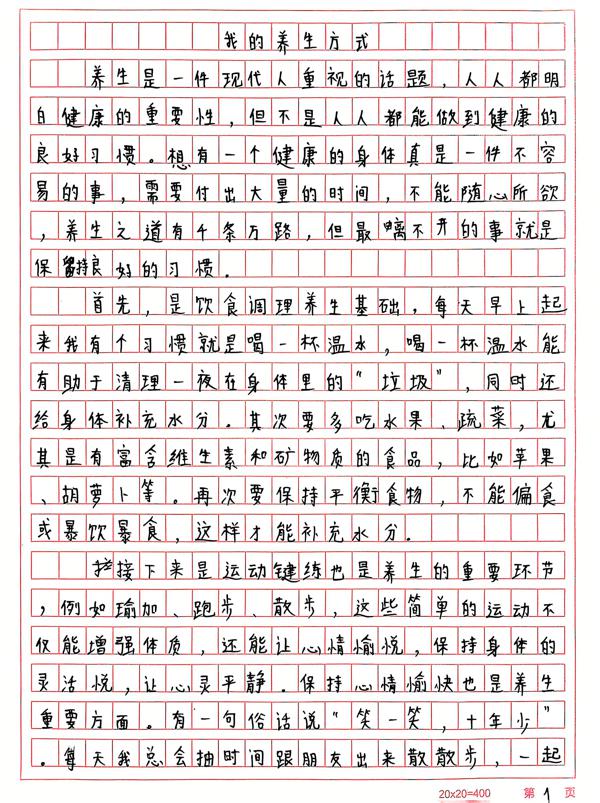 我的养生方式
养生是一件现代人重视的话题，人人都明
白健康的重要性，但不是人人都能做到健康的
良好习惯。想有一个健康的身体真是一件不容
易的事，需要付出大量的时间，不能随心所欲
，养生之道有千条万路，但最离不开的事就是
保留持良好的习惯。
首先，是饮食调理养生基础，每天早上起
来我有个习惯就是喝一杯温水，喝一杯温水能
有助于清理一夜在身体里的"垃圾"，同时还
给身体补充水分。其次要多吃水果、疏菜，尤
其是有富含维生素和矿物质的食品，比如苹果
、胡萝卜等。再次要保持平衡食物，不能偏食
或暴饮暴食，这样才能补充水分。
接下来是运动键练也是养生的重要环节
，例如瑜加、跑步、散步，这些简单的运动不
仅能增强体质，还能让心情愉悦，保持身体的
灵活悦，让心灵平静。保持心情愉快也是养生
重要方面。有一句俗话说"笑一笑，十年少"
。每天我总会抽时间跟朋友出来散散步，一起
20x20=400 第 1 页